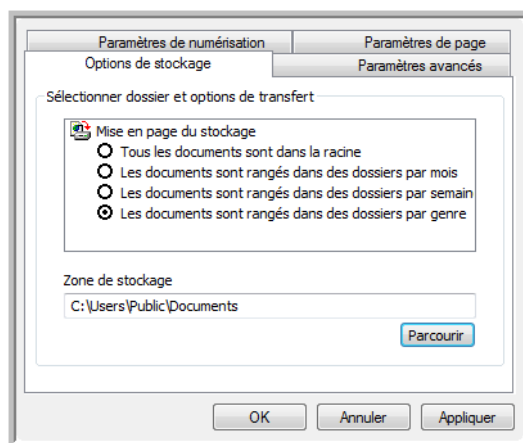 Paramètres de numérisation
Paramètres de page
Options de stockage
Paramètres avancés
Sélectionner dossier et options de transfert
Mise en page du stockage
Tous les documents sont dans la racine
Les documents sont rangés dans des dossiers par mois
Les documents sont rangés dans des dossiers par semain
Les documents sont rangés dans des dossiers par genre
Zone de stockage
C:\Users\Public\Documents
Parcourir
OK
Annuler
Appliquer